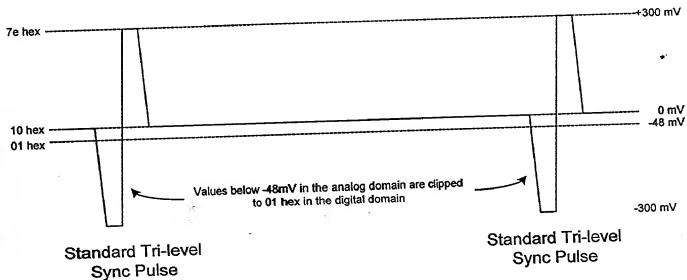 7e hex
+300 mV
10 hex
01 hex
0 mV
-48 mV
Values below -48mV in the analog domain are clipped
to 01 hex in the digital domain
-300 mV
Standard Tri-level
Sync Pulse
Standard Tri-level
Sync Pulse